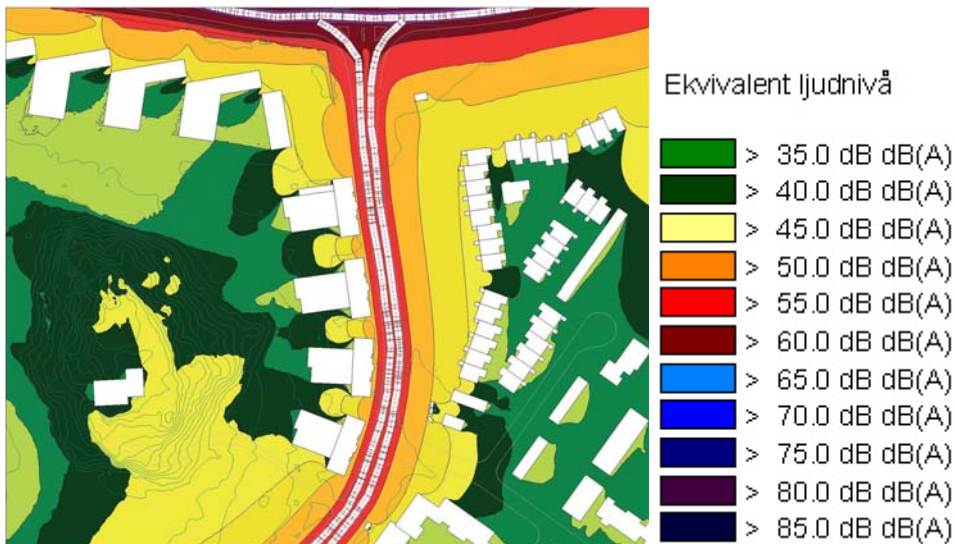 Ekvivalent ljudnivå
> 35.0 dB dB(A)
> 40.0 dB dB(A)
> 45.0 dB dB(A)
> 50.0 dB dB(A)
> 55.0 dB dB(A)
> 60.0 dB dB(A)
> 65.0 dB dB(A)
> 70.0 dB dB(A)
> 75.0 dB dB(A)
> 80.0 dB dB(A)
> 85.0 dB dB(A)